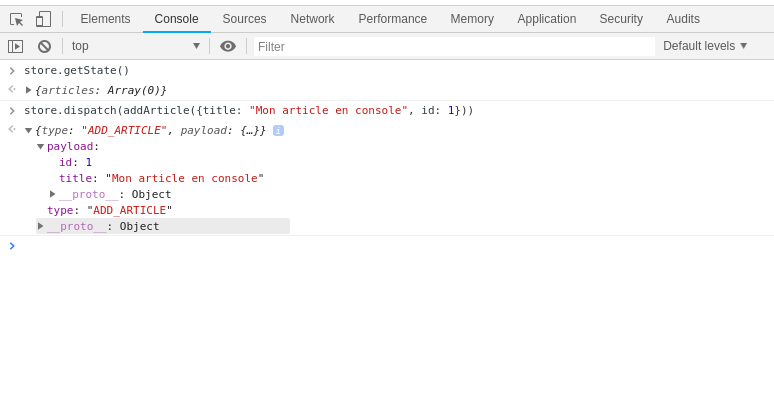 Elements Console Sources Network Performance Memory Application Security Audits
top Filter Default levels
store.getState()
{articles: Array(0)}
store.dispatch(addArticle({title: "Mon article en console", id: 1}))
{type: "ADD_ARTICLE", payload: {…}} i
payload:
id: 1
title: "Mon article en console"
__proto__: Object
type: "ADD_ARTICLE"
__proto__: Object